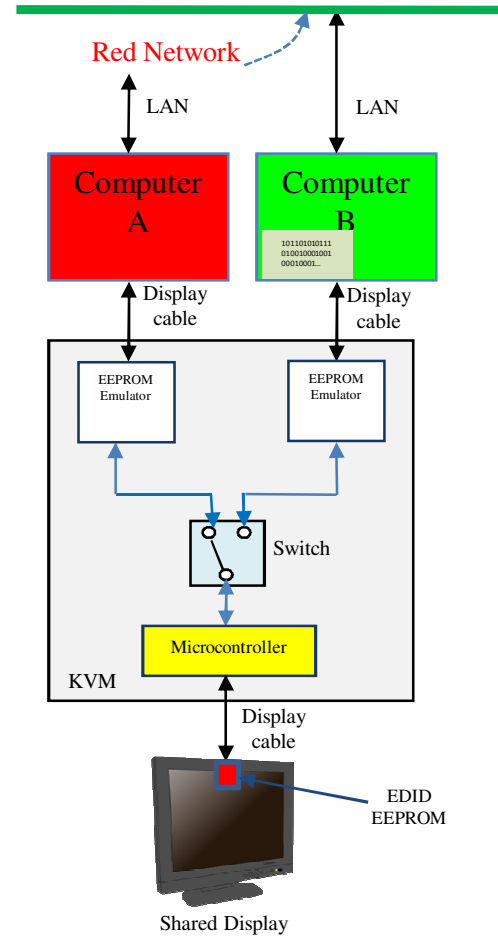 Red Network
LAN
LAN
Computer
A
Computer
B
101101010111
010010001001
00010001...
Display
cable
Display
cable
EEPROM
Emulator
EEPROM
Emulator
Switch
Microcontroller
KVM
Display
cable
EDID
EEPROM
Shared Display